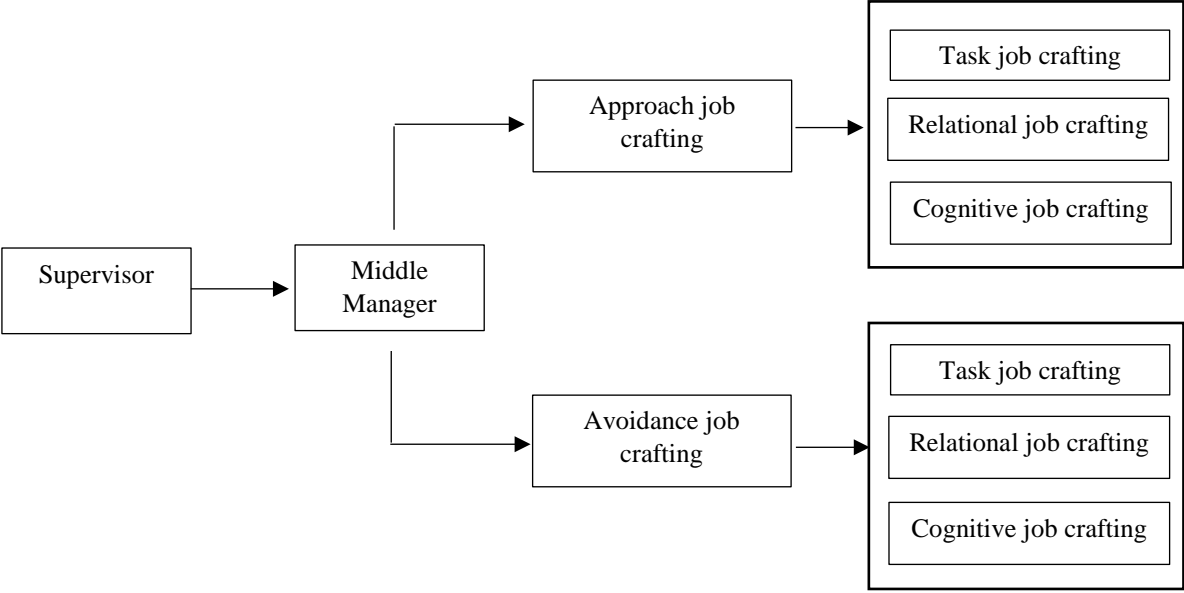 Supervisor
Middle
Manager
Approach job
crafting
Task job crafting
Relational job crafting
Cognitive job crafting
Avoidance job
crafting
Task job crafting
Relational job crafting
Cognitive job crafting